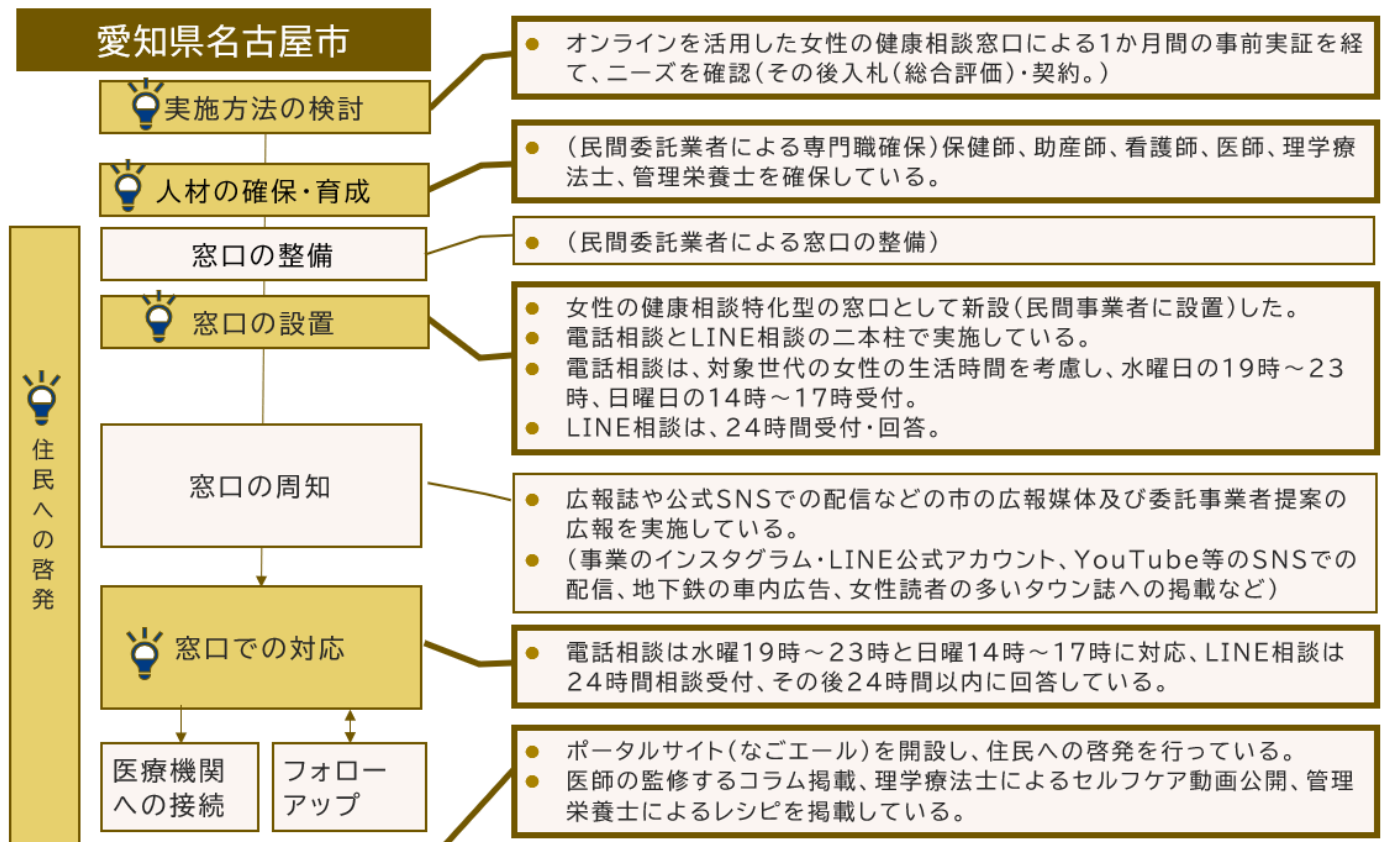 愛知県名古屋市
実施方法の検討
● オンラインを活用した女性の健康相談窓口による1か月間の事前実証を経
て、ニーズを確認(その後入札(総合評価)・契約。)
人材の確保・育成
● (民間委託業者による専門職確保)保健師、助産師、看護師、医師、理学療
法士、管理栄養士を確保している。
窓口の整備
● (民間委託業者による窓口の整備)
窓口の設置
● 女性の健康相談特化型の窓口として新設(民間事業者に設置)した。
● 電話相談とLINE相談の二本柱で実施している。
● 電話相談は、対象世代の女性の生活時間を考慮し、水曜日の19時～23
時、日曜日の14時～17時受付。
● LINE相談は、24時間受付・回答。
住民への啓発
窓口の周知
● 広報誌や公式SNSでの配信などの市の広報媒体及び委託事業者提案の
広報を実施している。
● (事業のインスタグラム・LINE公式アカウント、YouTube等のSNSでの
配信、地下鉄の車内広告、女性読者の多いタウン誌への掲載など)
窓口での対応
● 電話相談は水曜19時～23時と日曜14時～17時に対応、LINE相談は
24時間相談受付、その後24時間以内に回答している。
医療機関
への接続
フォロー
アップ
● ポータルサイト(なごエール)を開設し、住民への啓発を行っている。
● 医師の監修するコラム掲載、理学療法士によるセルフケア動画公開、管理
栄養士によるレシピを掲載している。